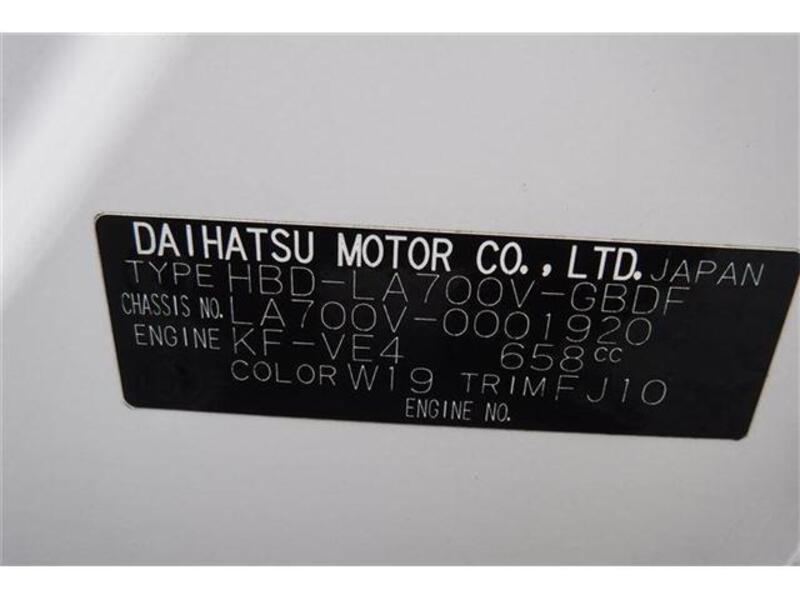 DAIHATSU MOTOR CO.,LTD. JAPAN
TYPE HBD-LA700V-GBDF
CHASSIS NO. LA700V-0001920
ENGINE KF-VE4 658cc
COLOR W19 TRIM FJ10
ENGINE NO.